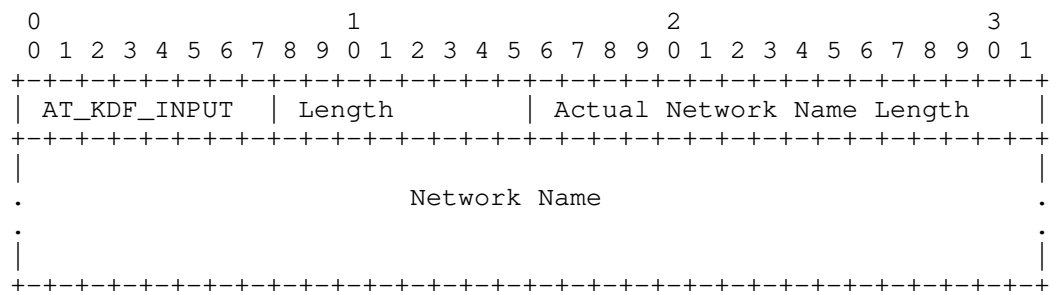 0                   1                   2                   3
 0 1 2 3 4 5 6 7 8 9 0 1 2 3 4 5 6 7 8 9 0 1 2 3 4 5 6 7 8 9 0 1
+-+-+-+-+-+-+-+-+-+-+-+-+-+-+-+-+-+-+-+-+-+-+-+-+-+-+-+-+-+-+-+-+
| AT_KDF_INPUT  | Length        | Actual Network Name Length    |
+-+-+-+-+-+-+-+-+-+-+-+-+-+-+-+-+-+-+-+-+-+-+-+-+-+-+-+-+-+-+-+-+
|                                                               |
.                        Network Name                           .
.                                                               .
|                                                               |
+-+-+-+-+-+-+-+-+-+-+-+-+-+-+-+-+-+-+-+-+-+-+-+-+-+-+-+-+-+-+-+-+